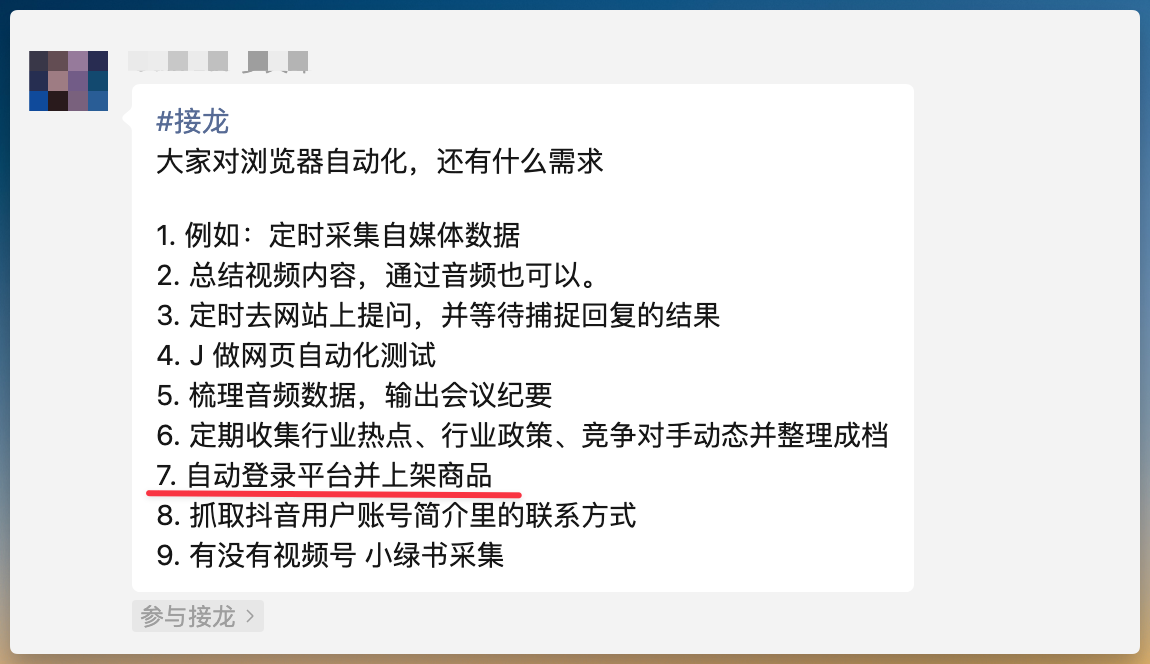 #接龙
大家对浏览器自动化，还有什么需求
1. 例如：定时采集自媒体数据
2. 总结视频内容，通过音频也可以。
3. 定时去网站上提问，并等待捕捉回复的结果
4. J 做网页自动化测试
5. 梳理音频数据，输出会议纪要
6. 定期收集行业热点、行业政策、竞争对手动态并整理成档
7. 自动登录平台并上架商品
8. 抓取抖音用户账号简介里的联系方式
9. 有没有视频号 小绿书采集
参与接龙 >